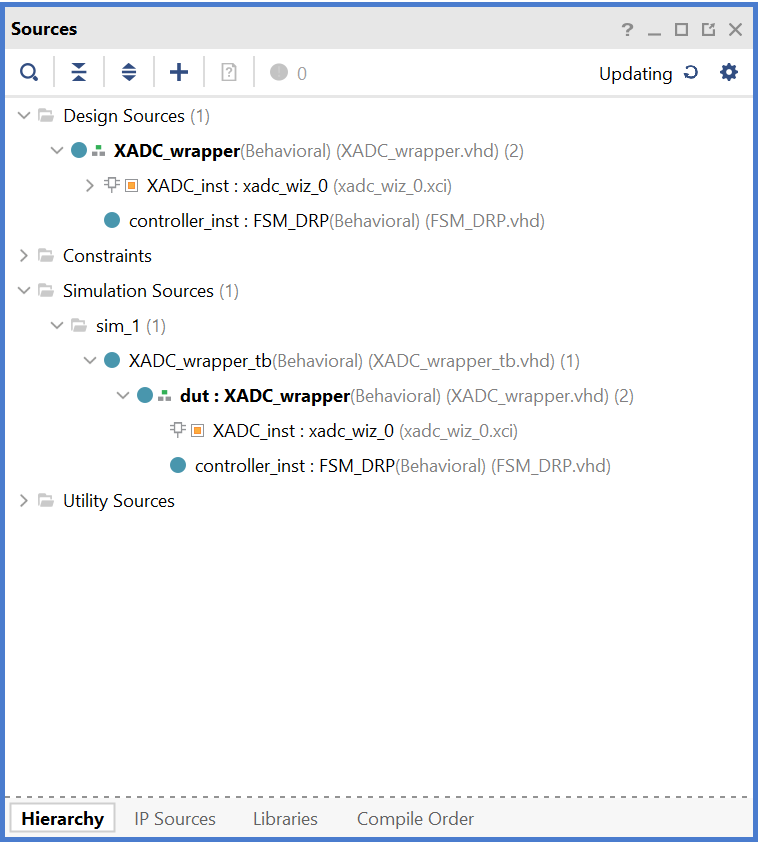 Sources
0 Updating
Design Sources (1)
XADC_wrapper(Behavioral) (XADC_wrapper.vhd) (2)
XADC_inst : xadc_wiz_0 (xadc_wiz_0.xci)
controller_inst : FSM_DRP(Behavioral) (FSM_DRP.vhd)
Constraints
Simulation Sources (1)
sim_1 (1)
XADC_wrapper_tb(Behavioral) (XADC_wrapper_tb.vhd) (1)
dut : XADC_wrapper(Behavioral) (XADC_wrapper.vhd) (2)
XADC_inst : xadc_wiz_0 (xadc_wiz_0.xci)
controller_inst : FSM_DRP(Behavioral) (FSM_DRP.vhd)
Utility Sources
Hierarchy IP Sources Libraries Compile Order